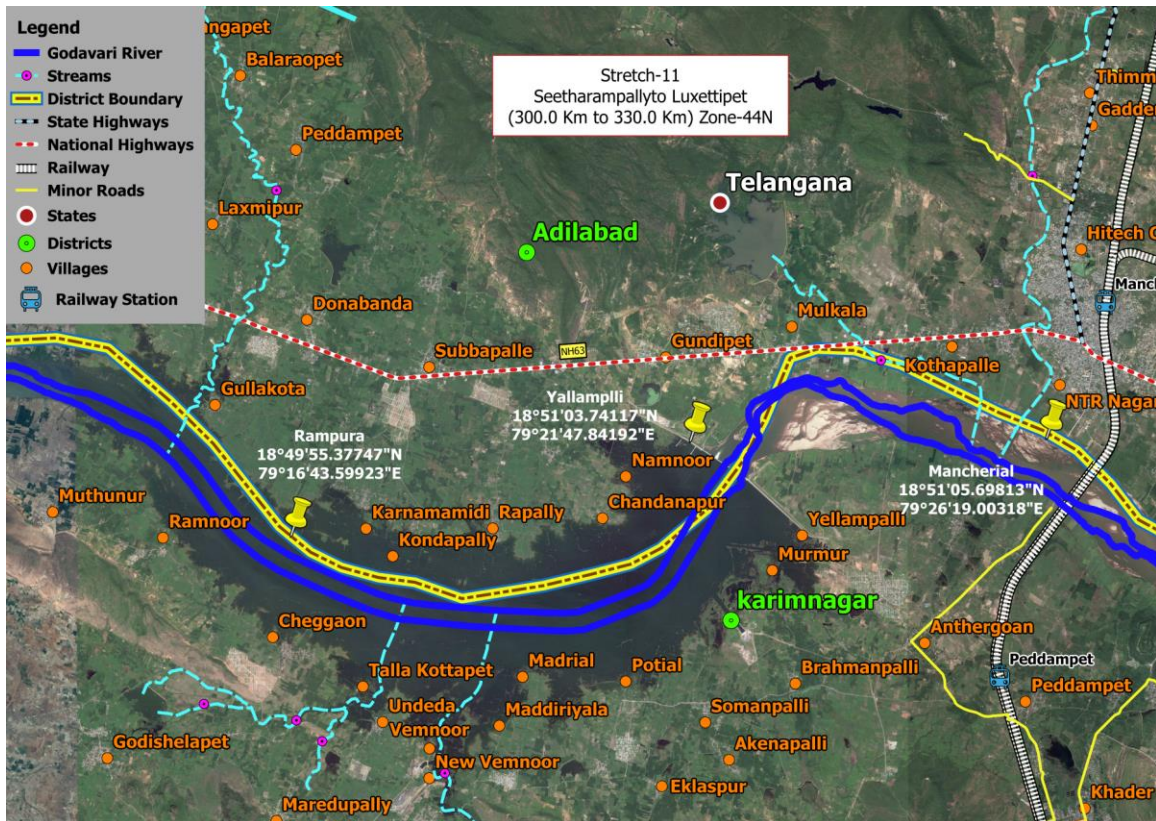 Legend
Godavari River
Streams
District Boundary
State Highways
National Highways
Railway
Minor Roads
States
Districts
Villages
Railway Station
Stretch-11
Seetharampallyto Luxettipet
(300.0 Km to 330.0 Km) Zone-44N
angapet
Balaraopet
Thimm
Gadder
Peddampet
Telangana
Laxmipur
Adilabad
Hitech C
Manch
Donabanda
Mulkala
Gundipet
NH63
Subbapalle
Kothapalle
Gullakota
NTR Nagar
Yallamplli
18°51'03.74117"N
79°21'47.84192"E
Rampura
18°49'55.37747"N
79°16'43.59923"E
Namnoor
Mancherial
18°51'05.69813"N
79°26'19.00318"E
Muthunur
Ramnoor
Karnamamidi
Rapally
Chandanapur
Kondapally
Yellampalli
Murmur
karimnagar
Cheggaon
Anthergoan
Peddampet
Talla Kottapet
Madrial
Potial
Brahmanpalli
Peddampet
Undeda
Vemnoor
Maddiriyala
Somanpalli
Godishelapet
New Vemnoor
Akenapalli
Eklaspur
Maredupally
Khader